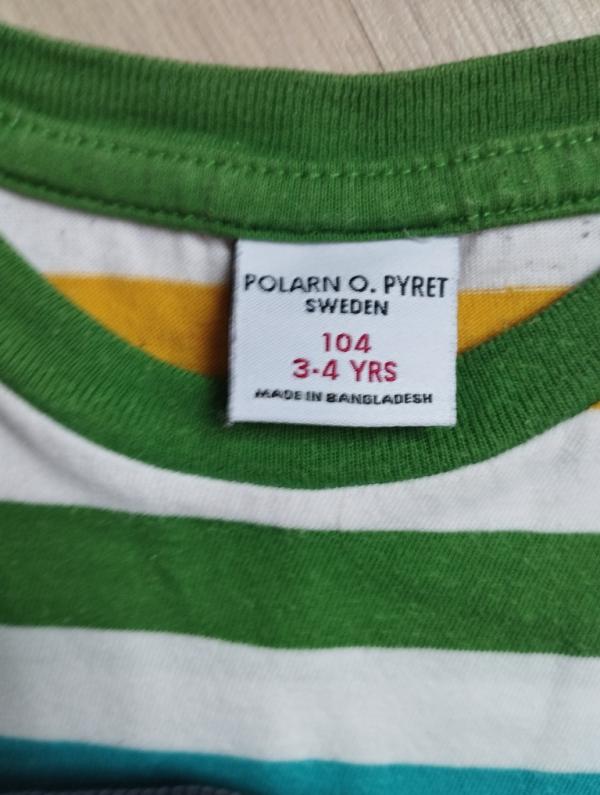 POLARN O. PYRET
SWEDEN
104
3-4 YRS
MADE IN BANGLADESH